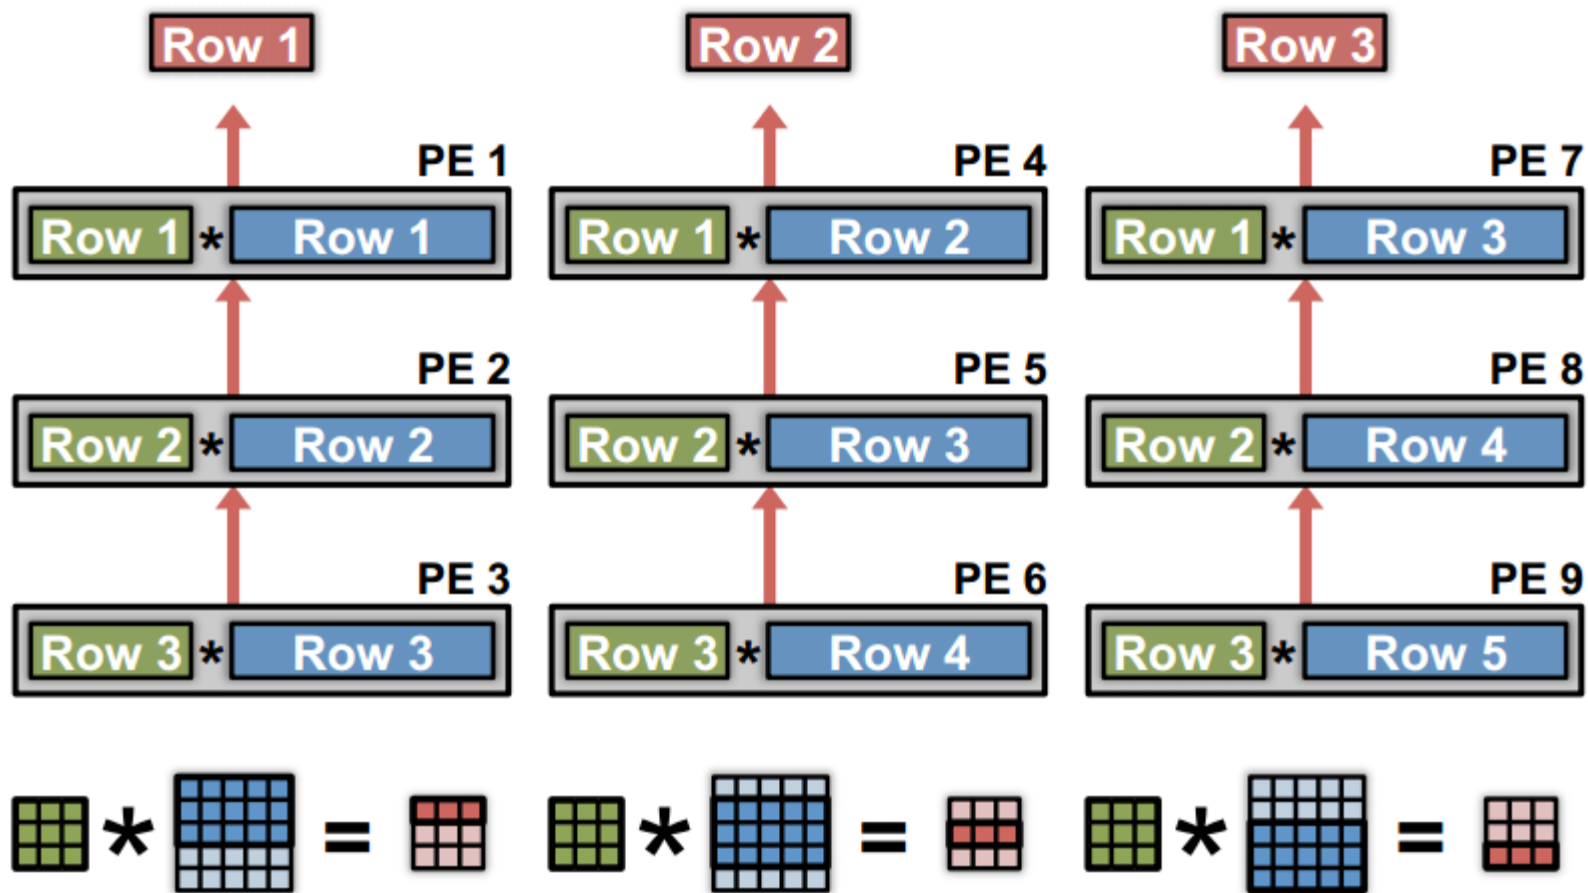 Row 1 Row 2 Row 3
PE 1 PE 4 PE 7
Row 1 * Row 1 Row 1 * Row 2 Row 1 * Row 3
PE 2 PE 5 PE 8
Row 2 * Row 2 Row 2 * Row 3 Row 2 * Row 4
PE 3 PE 6 PE 9
Row 3 * Row 3 Row 3 * Row 4 Row 3 * Row 5
* = * = * =